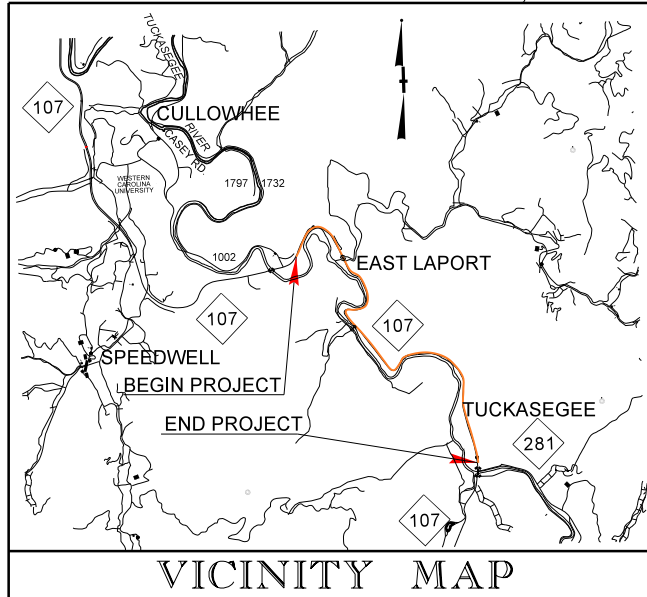 TUCKASEGEE
107
CULLOWHEE
RIVER
CASEY RD.
WESTERN
CAROLINA
UNIVERSITY
1797
1732
1002
EAST LAPORT
107
107
SPEEDWELL
BEGIN PROJECT
TUCKASEGEE
END PROJECT
281
107
VICINITY MAP